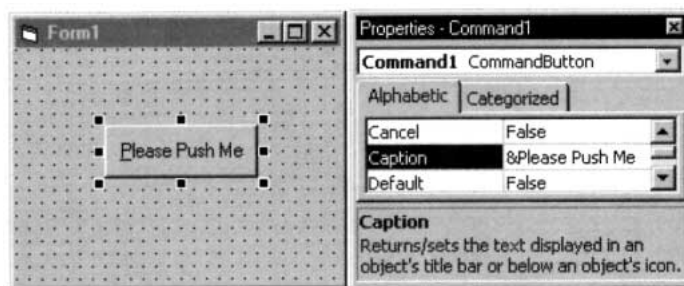 Form1
Please Push Me
Properties - Command1
Command1 CommandButton
Alphabetic Categorized
Cancel False
Caption &Please Push Me
Default False
Caption
Returns/sets the text displayed in an
object's title bar or below an object's icon.